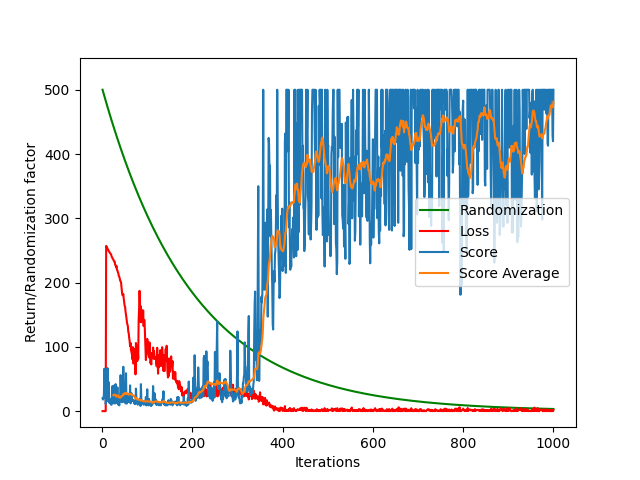 500
400
300
200
100
0
Return/Randomization factor
Randomization
Loss
Score
Score Average
0 200 400 600 800 1000
Iterations